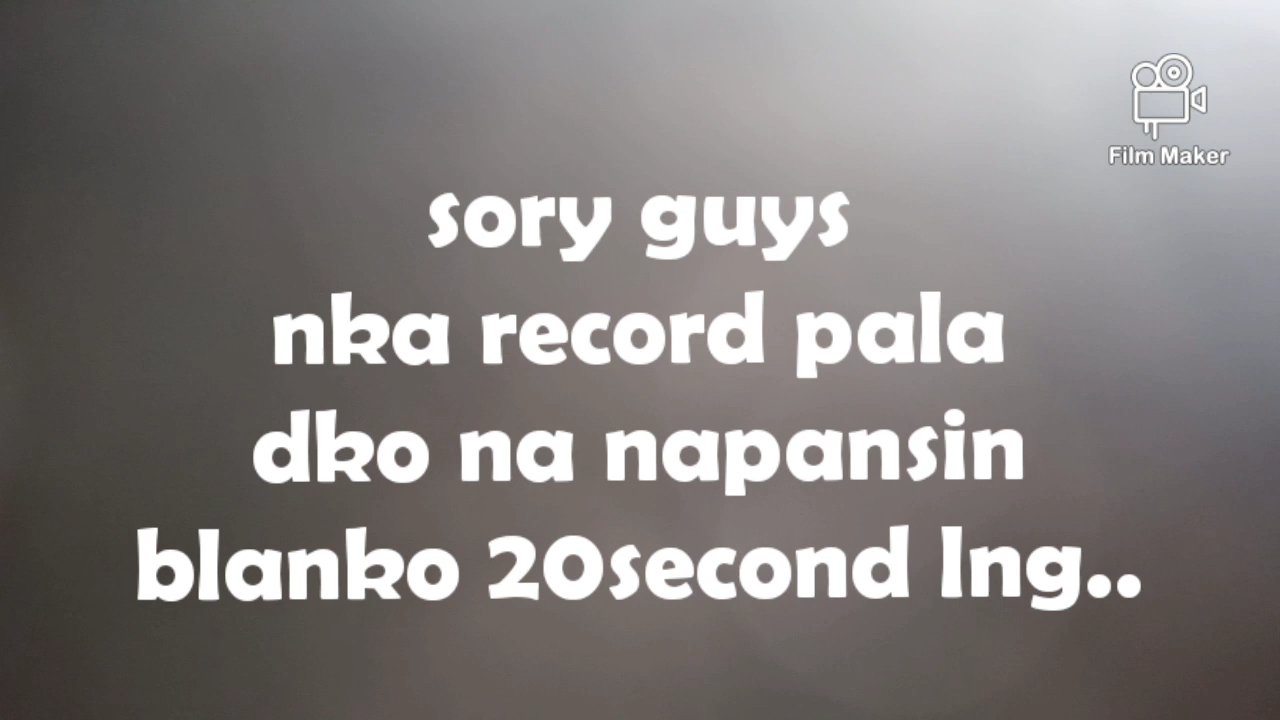 Film Maker
sory guys
nka record pala
dko na napansin
blanko 20second lng..